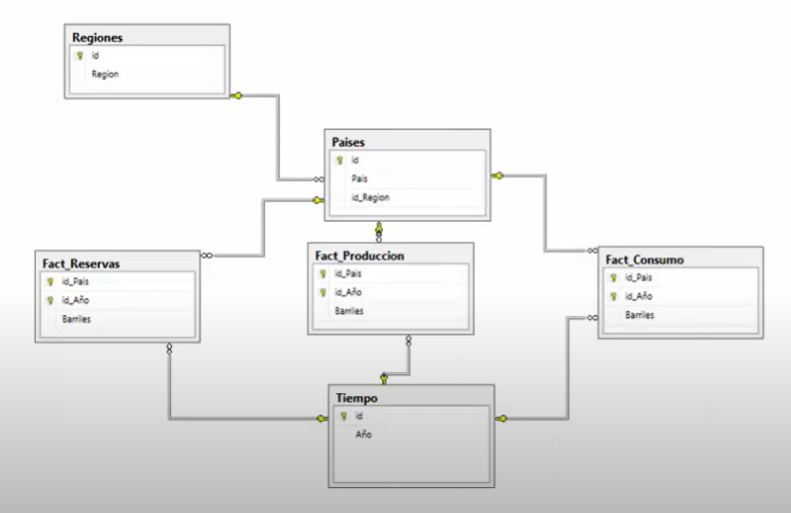 Regiones
id
Region
Paises
id
Pais
id_Region
Fact_Reservas
id_Pais
id_Año
Barriles
Fact_Produccion
id_Pais
id_Año
Barriles
Fact_Consumo
id_Pais
id_Año
Barriles
Tiempo
id
Año